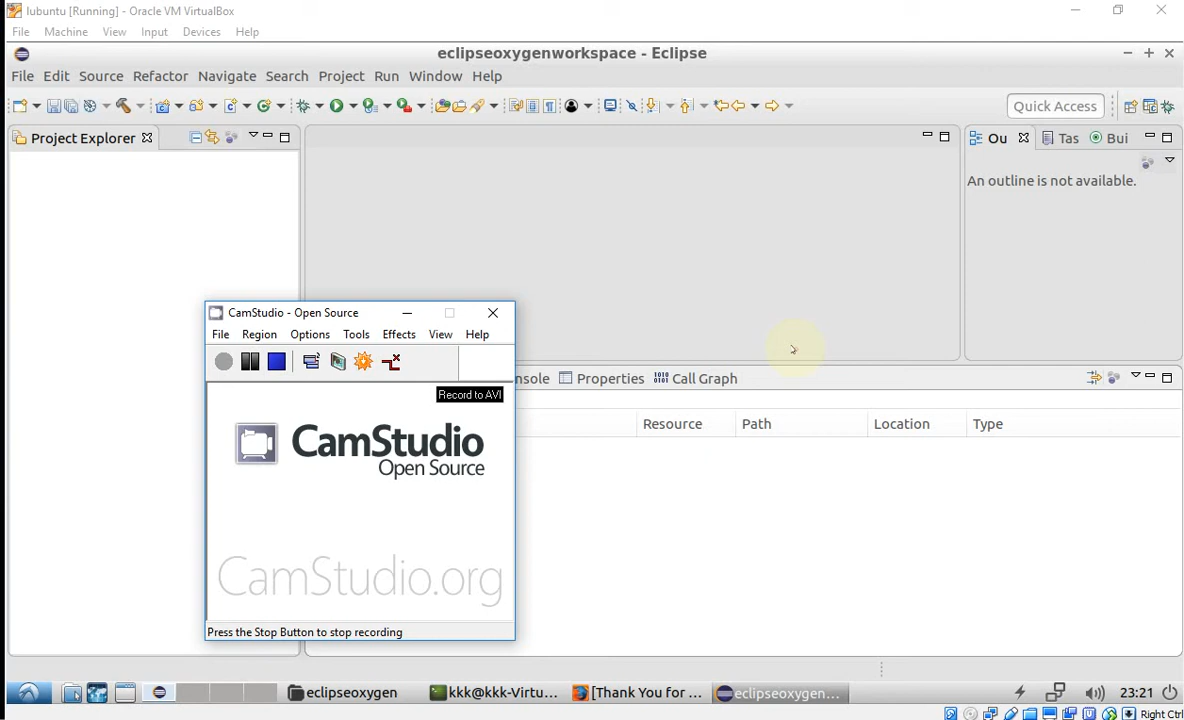 lubuntu [Running] - Oracle VM VirtualBox
File Machine View Input Devices Help
eclipseoxygenworkspace - Eclipse
File Edit Source Refactor Navigate Search Project Run Window Help
Quick Access
Project Explorer
Ou Tas Bui
An outline is not available.
CamStudio - Open Source
File Region Options Tools Effects View Help
Record to AVI
CamStudio
Open Source
CamStudio.org
Press the Stop Button to stop recording
nsole Properties Call Graph
Resource Path Location Type
eclipseoxygen kkk@kkk-Virtu... [Thank You for ... eclipseoxygen... 23:21
Right Ctrl